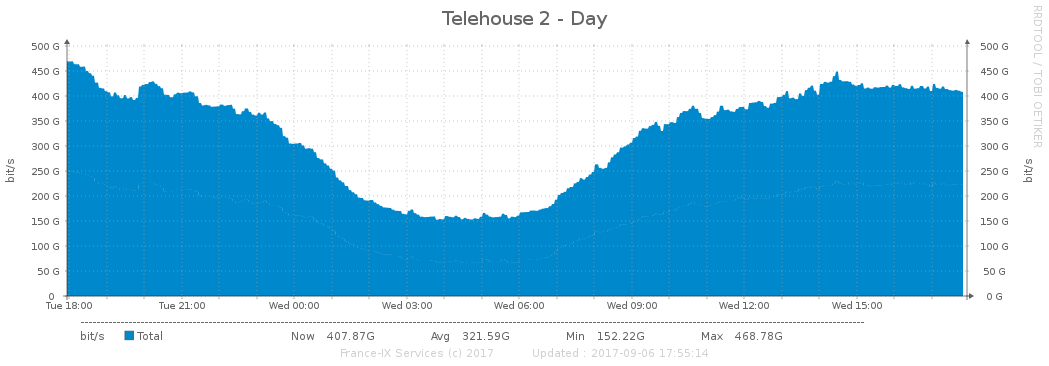 Telehouse 2 - Day
RRDTOOL / TOBI OETIKER
500 G 500 G
450 G 450 G
400 G 400 G
350 G 350 G
300 G 300 G
250 G 250 G
200 G 200 G
150 G 150 G
100 G 100 G
50 G 50 G
0 0 G
bit/s bit/s
Tue 18:00 Tue 21:00 Wed 00:00 Wed 03:00 Wed 06:00 Wed 09:00 Wed 12:00 Wed 15:00
bit/s Total Now 407.87G Avg 321.59G Min 152.22G Max 468.78G
France-IX Services (c) 2017 Updated : 2017-09-06 17:55:14